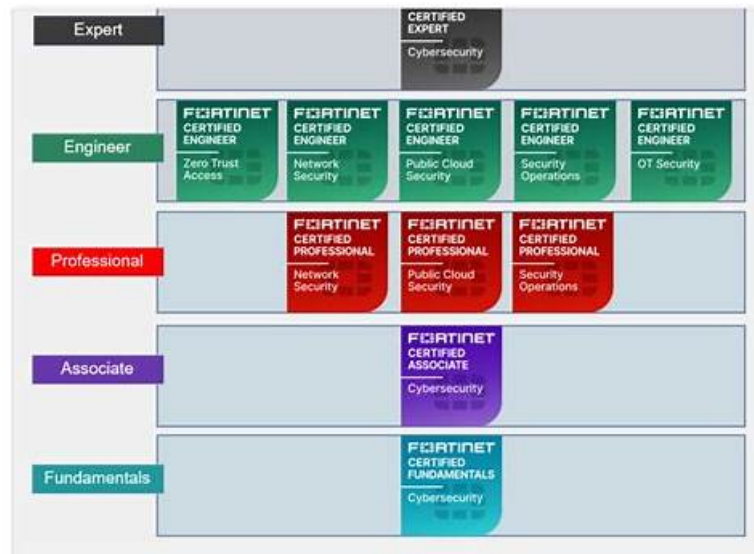 Expert
CERTIFIED
EXPERT
Cybersecurity
Engineer
FORTINET
CERTIFIED
ENGINEER
Zero Trust
Access
FORTINET
CERTIFIED
ENGINEER
Network
Security
FORTINET
CERTIFIED
ENGINEER
Public Cloud
Security
FORTINET
CERTIFIED
ENGINEER
Security
Operations
FORTINET
CERTIFIED
ENGINEER
OT Security
Professional
FORTINET
CERTIFIED
PROFESSIONAL
Network
Security
FORTINET
CERTIFIED
PROFESSIONAL
Public Cloud
Security
FORTINET
CERTIFIED
PROFESSIONAL
Security
Operations
Associate
FORTINET
CERTIFIED
ASSOCIATE
Cybersecurity
Fundamentals
FORTINET
CERTIFIED
FUNDAMENTALS
Cybersecurity